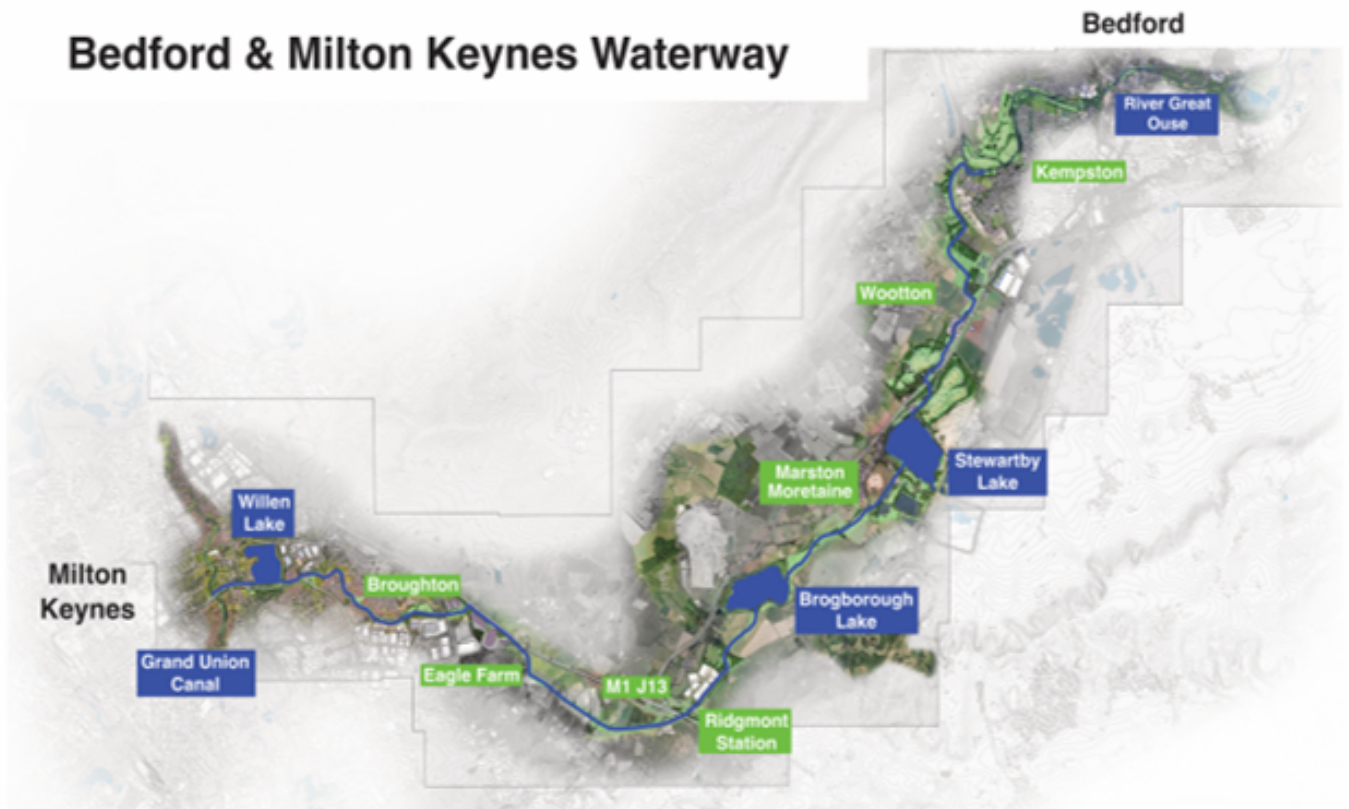 Bedford & Milton Keynes Waterway
Bedford
River Great
Ouse
Kempston
Wootton
Stewartby
Lake
Marston
Moretaine
Willen
Lake
Milton
Keynes
Broughton
Brogborough
Lake
Grand Union
Canal
Eagle Farm
M1 J13
Ridgmont
Station